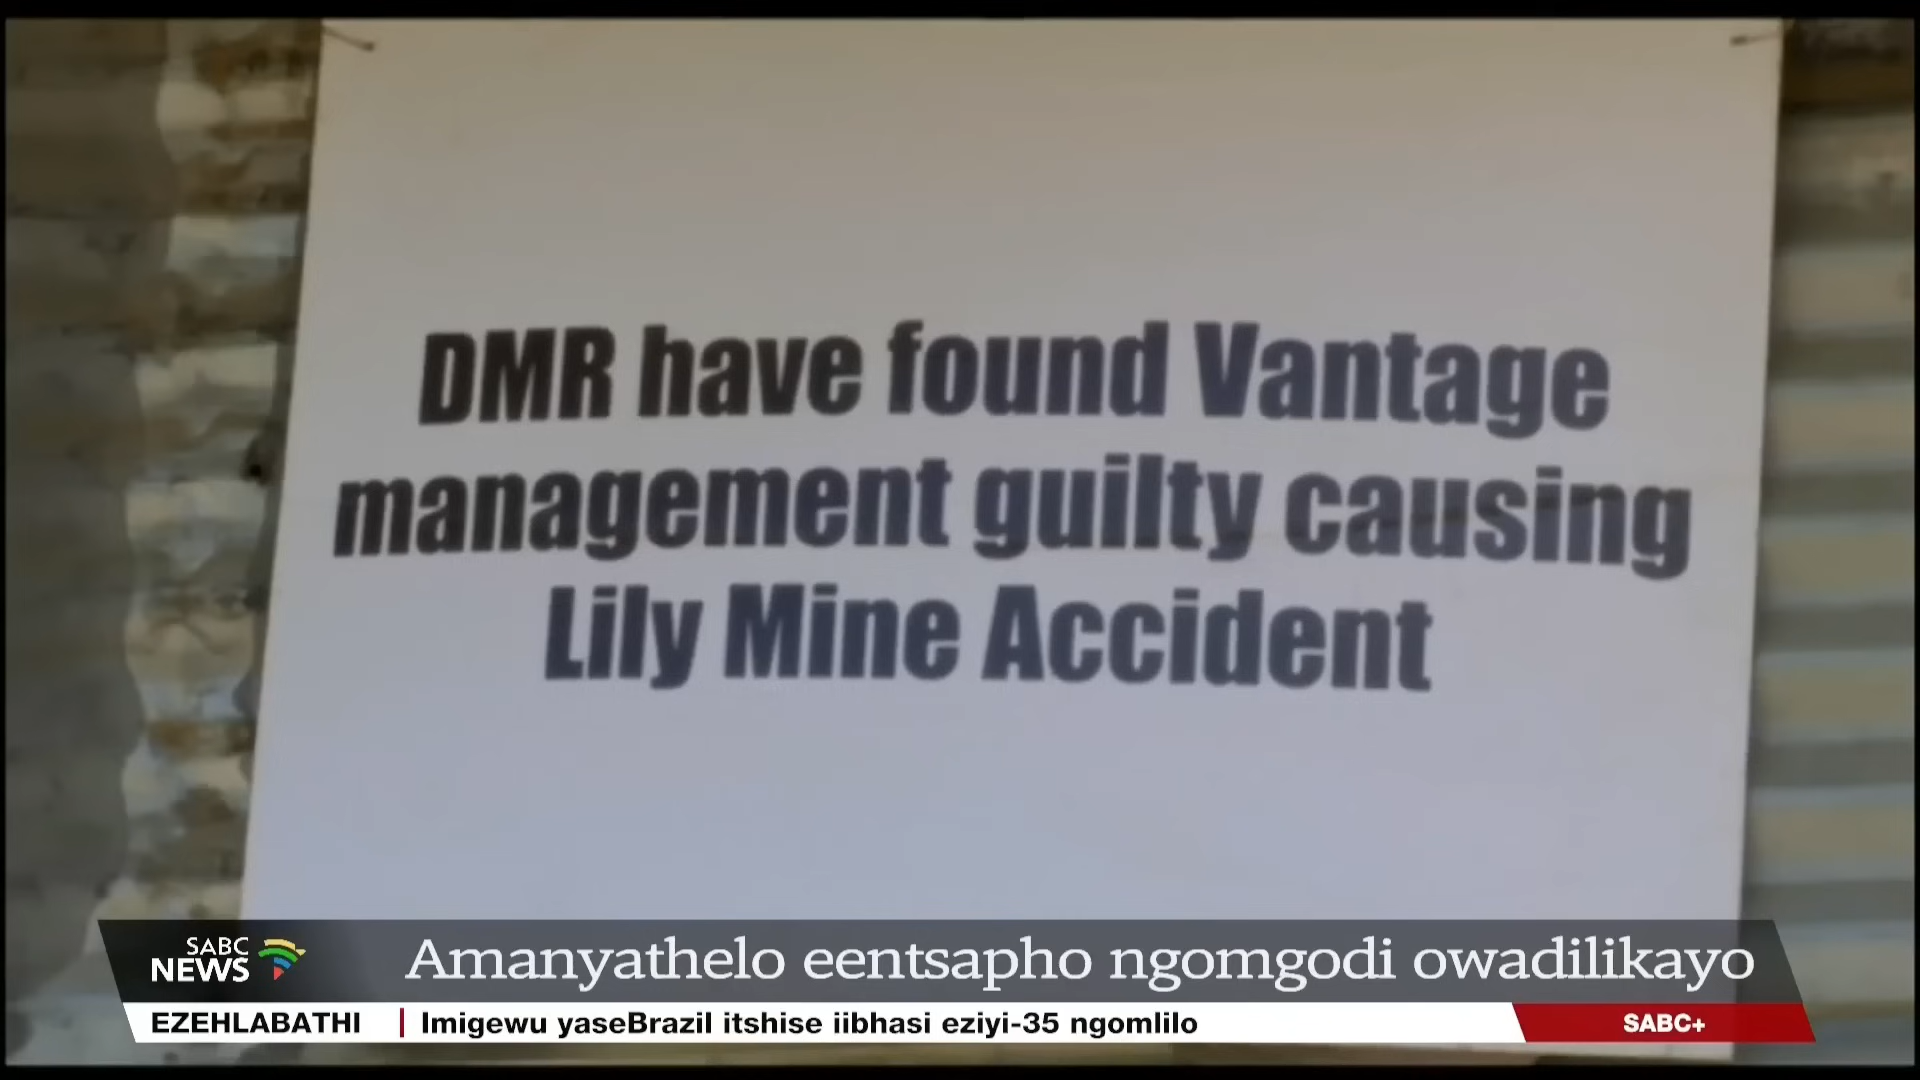 DMR have found Vantage
management guilty causing
Lily Mine Accident
SABC
NEWS
Amanyathelo eentsapho ngomgodi owadilikayo
EZEHLABATHI
Imigewu yaseBrazil itshise iibhasi eziyi-35 ngomlilo
SABC+